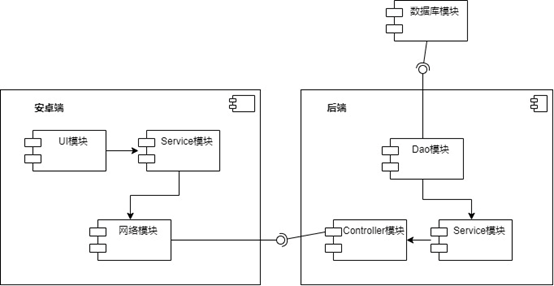 数据库模块
安卓端
后端
UI模块
Service模块
Dao模块
网络模块
Controller模块
Service模块